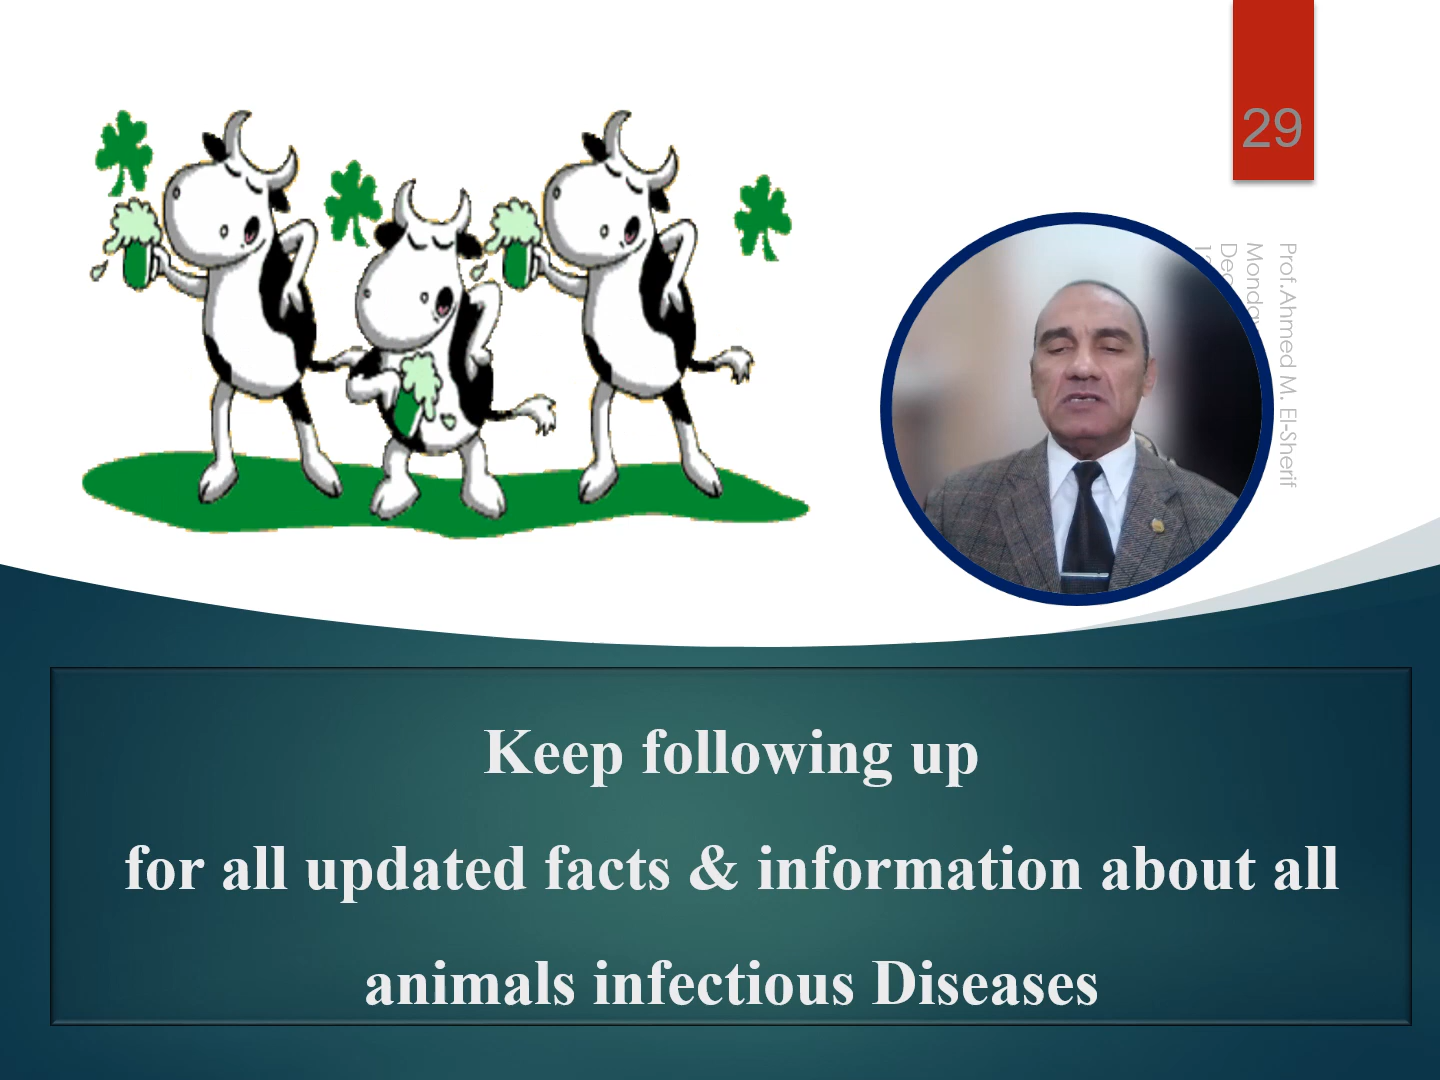 29
Prof.Ahmed M. El-Sherif
Keep following up
for all updated facts & information about all
animals infectious Diseases